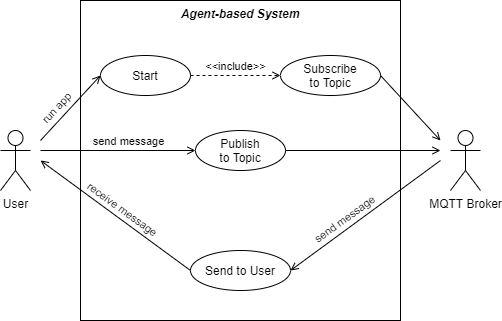 Agent-based System
<<include>>
Start
Subscribe
to Topic
run app
send message
Publish
to Topic
User
MQTT Broker
receive message
send message
Send to User